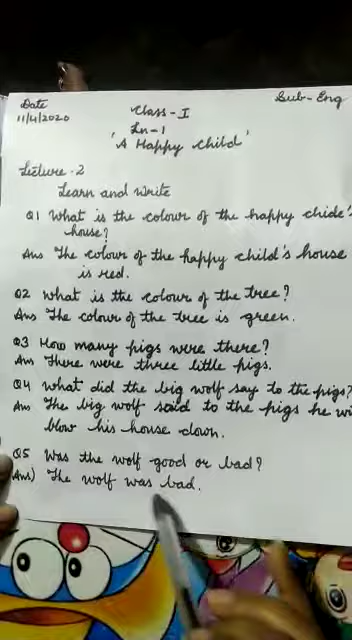 Date
Sub-Eng
11/4/2020
Class-I
Ln-1
'A Happy Child'
Lecture-2
Learn and write
Q1 What is the colour of the happy chide's
house?
Ans The colour of the happy child's house
is red.
Q2 What is the colour of the tree?
Ans The colour of the tree is green.
Q3 How many pigs were there?
Ans There were three little pigs.
Q4 What did the big wolf say to the pigs?
Ans The big wolf said to the pigs he wi
blow his house down.
Q5 Was the wolf good or bad?
Ans) The wolf was bad.